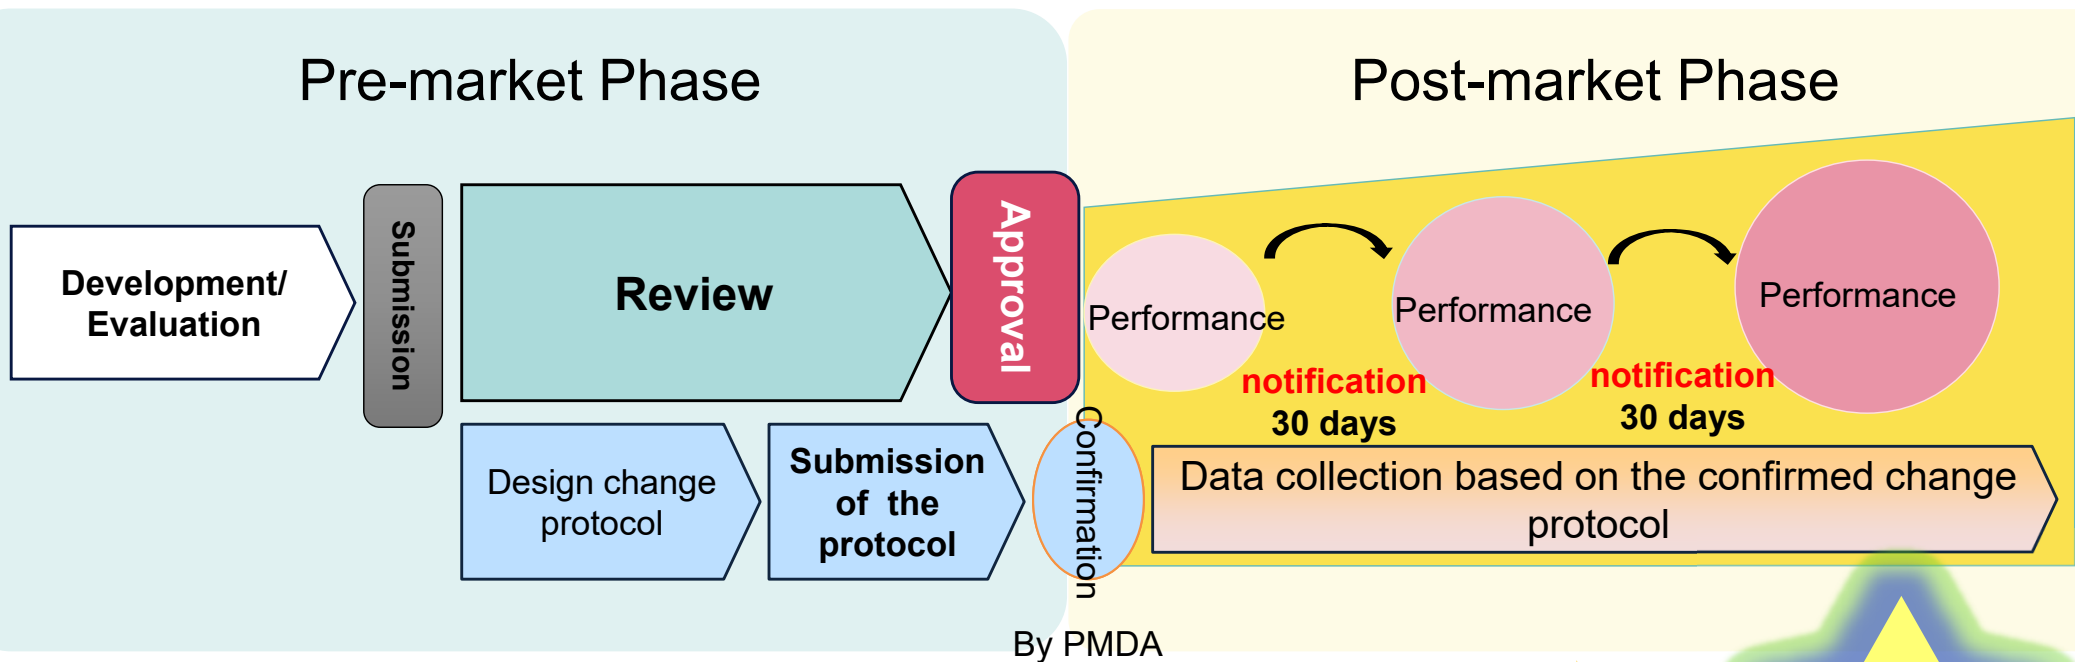 Pre-market Phase
Post-market Phase
Development/
Evaluation
Submission
Review
Approval
Performance
notification
30 days
Performance
notification
30 days
Performance
Design change
protocol
Submission
of the
protocol
Confirmation
Data collection based on the confirmed change
protocol
By PMDA